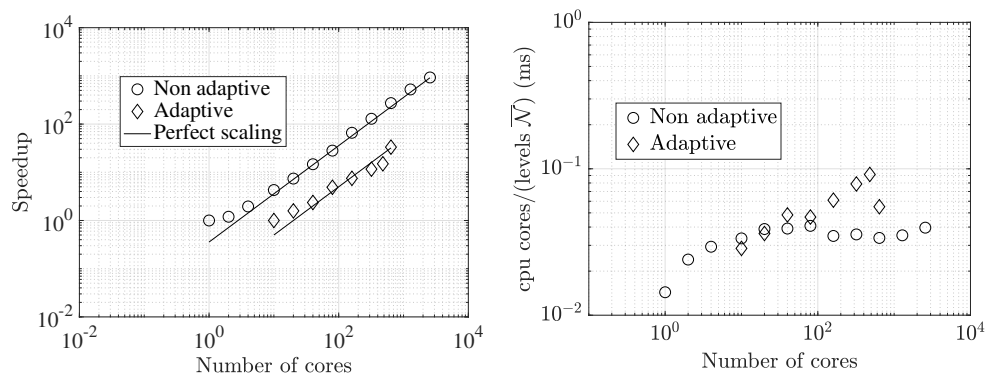 10^4
10^2
10^0
10^-2
Speedup
Non adaptive
Adaptive
Perfect scaling
10^-2
10^0
10^2
10^4
Number of cores
10^0
10^-1
10^-2
cpu cores/(levels \overline{𝒩}) (ms)
Non adaptive
Adaptive
10^0
10^2
10^4
Number of cores